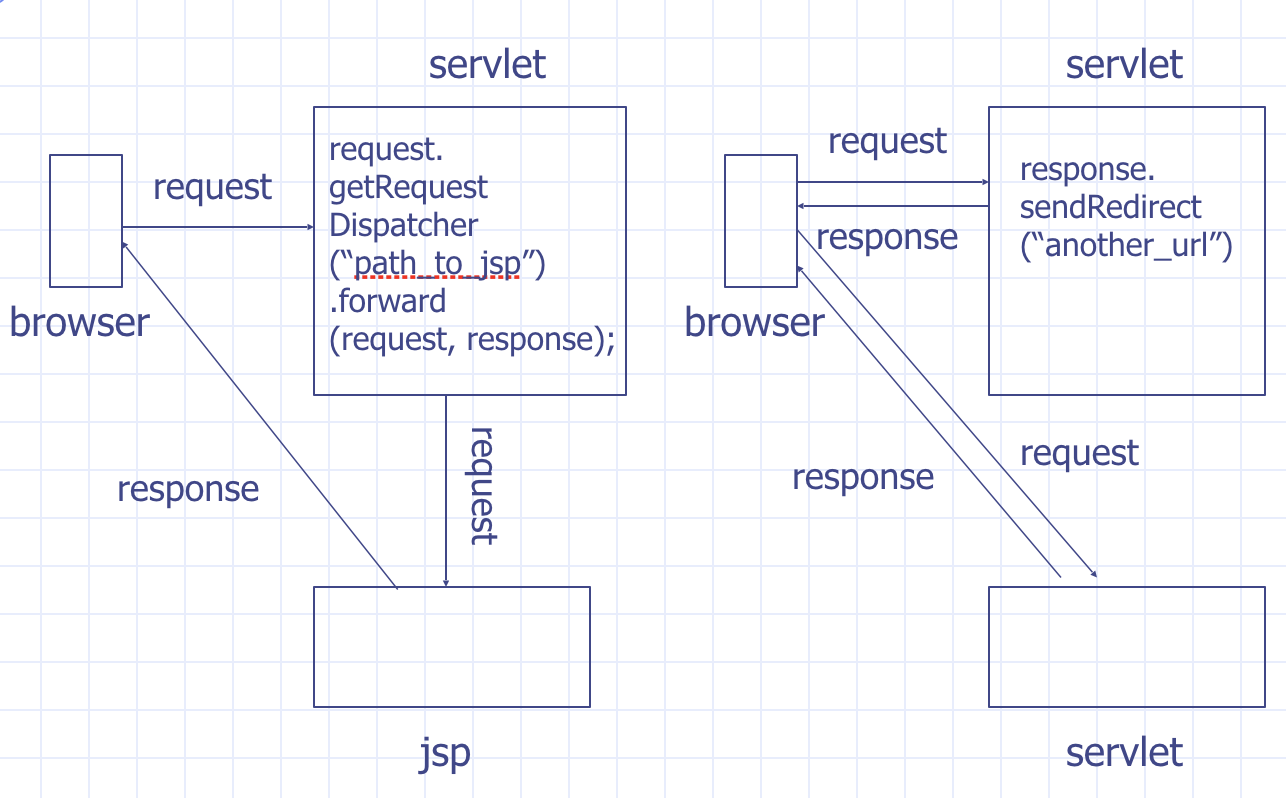 servlet
request.
getRequest
Dispatcher
(“path_to_jsp”)
.forward
(request, response);
request
browser
request
response
jsp
servlet
response.
sendRedirect
(“another_url”)
request
response
browser
request
response
servlet